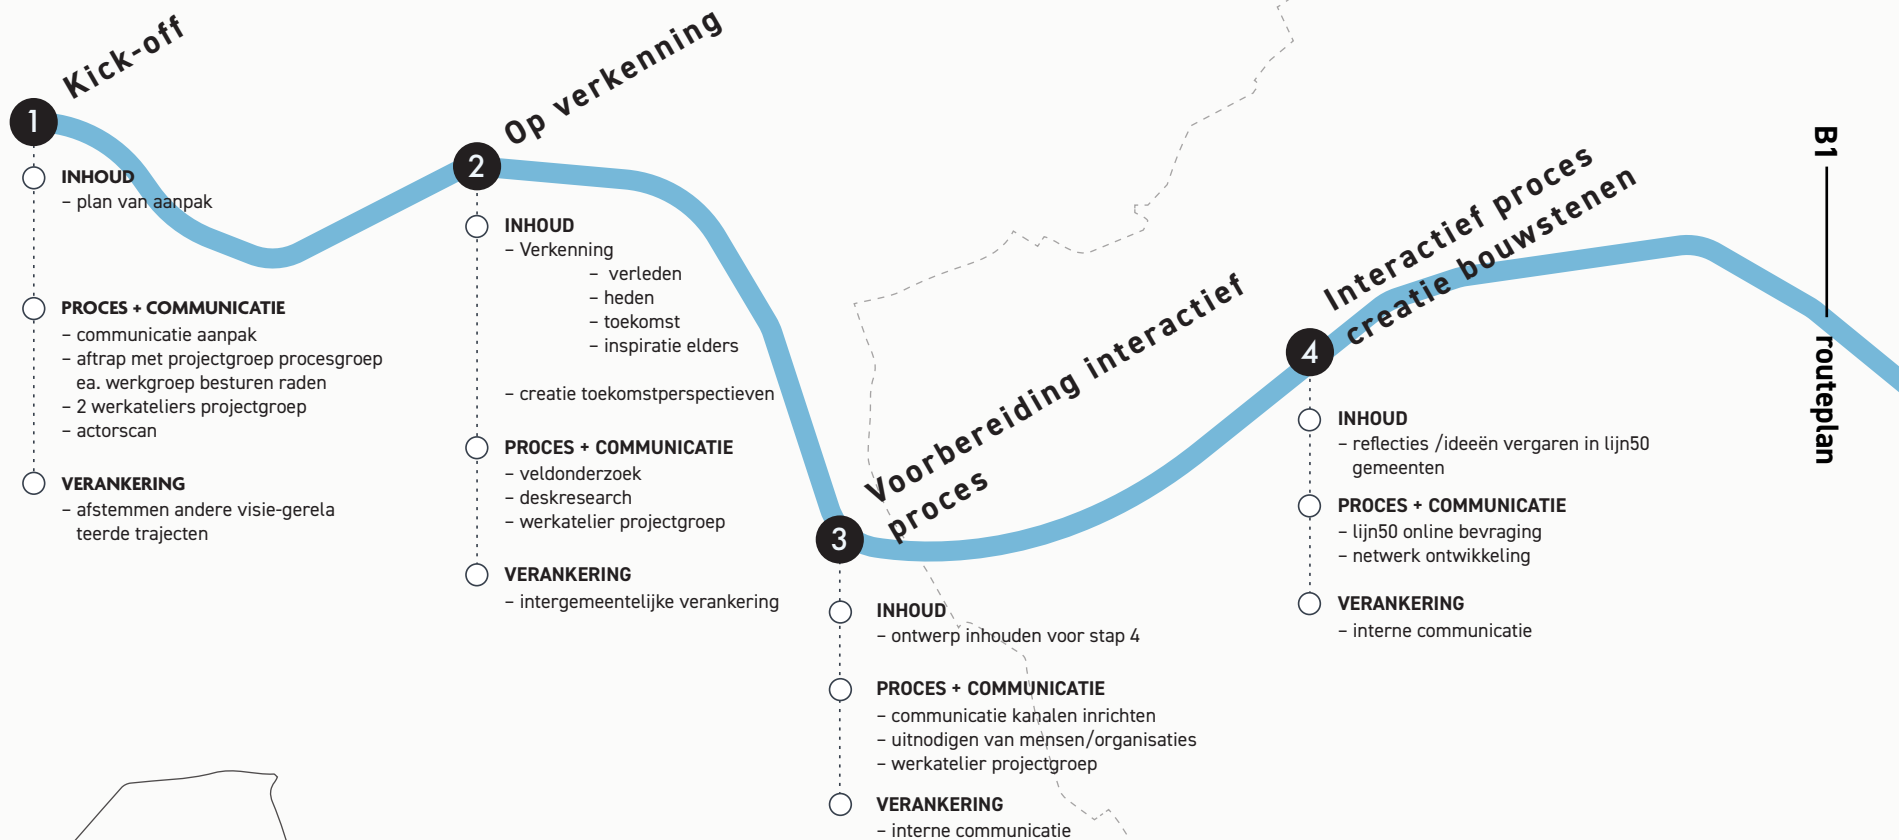 1
Kick-off
INHOUD
– plan van aanpak
PROCES + COMMUNICATIE
– communicatie aanpak
– aftrap met projectgroep procesgroep
ea. werkgroep besturen raden
– 2 werkateliers projectgroep
– actorscan
VERANKERING
– afstemmen andere visie-gerela
teerde trajecten
2
Op verkenning
INHOUD
– Verkenning
– verleden
– heden
– toekomst
– inspiratie elders
– creatie toekomstperspectieven
PROCES + COMMUNICATIE
– veldonderzoek
– deskresearch
– werkatelier projectgroep
VERANKERING
– intergemeentelijke verankering
3
Voorbereiding interactief
proces
INHOUD
– ontwerp inhouden voor stap 4
PROCES + COMMUNICATIE
– communicatie kanalen inrichten
– uitnodigen van mensen/organisaties
– werkatelier projectgroep
VERANKERING
– interne communicatie
4
Interactief proces
creatie bouwstenen
INHOUD
– reflecties /ideeën vergaren in lijn50
gemeenten
PROCES + COMMUNICATIE
– lijn50 online bevraging
– netwerk ontwikkeling
VERANKERING
– interne communicatie
B1
routeplan